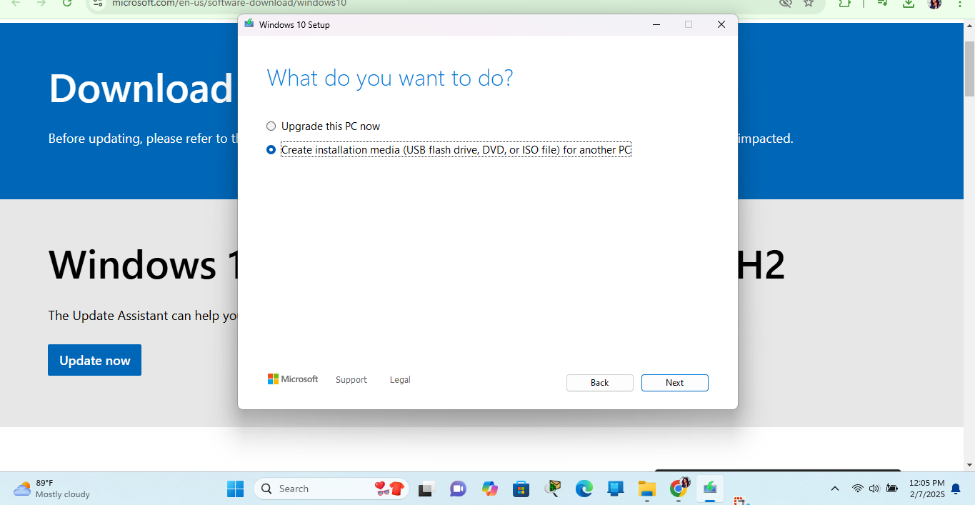 microsoft.com/en-us/software-download/windows10
Windows 10 Setup
Download
Before updating, please refer to
impacted.
What do you want to do?
Upgrade this PC now
Create installation media (USB flash drive, DVD, or ISO file) for another PC
Windows 1
H2
The Update Assistant can help yo
Update now
Microsoft Support Legal
Back Next
89°F
Mostly cloudy
Search
12:05 PM
2/7/2025